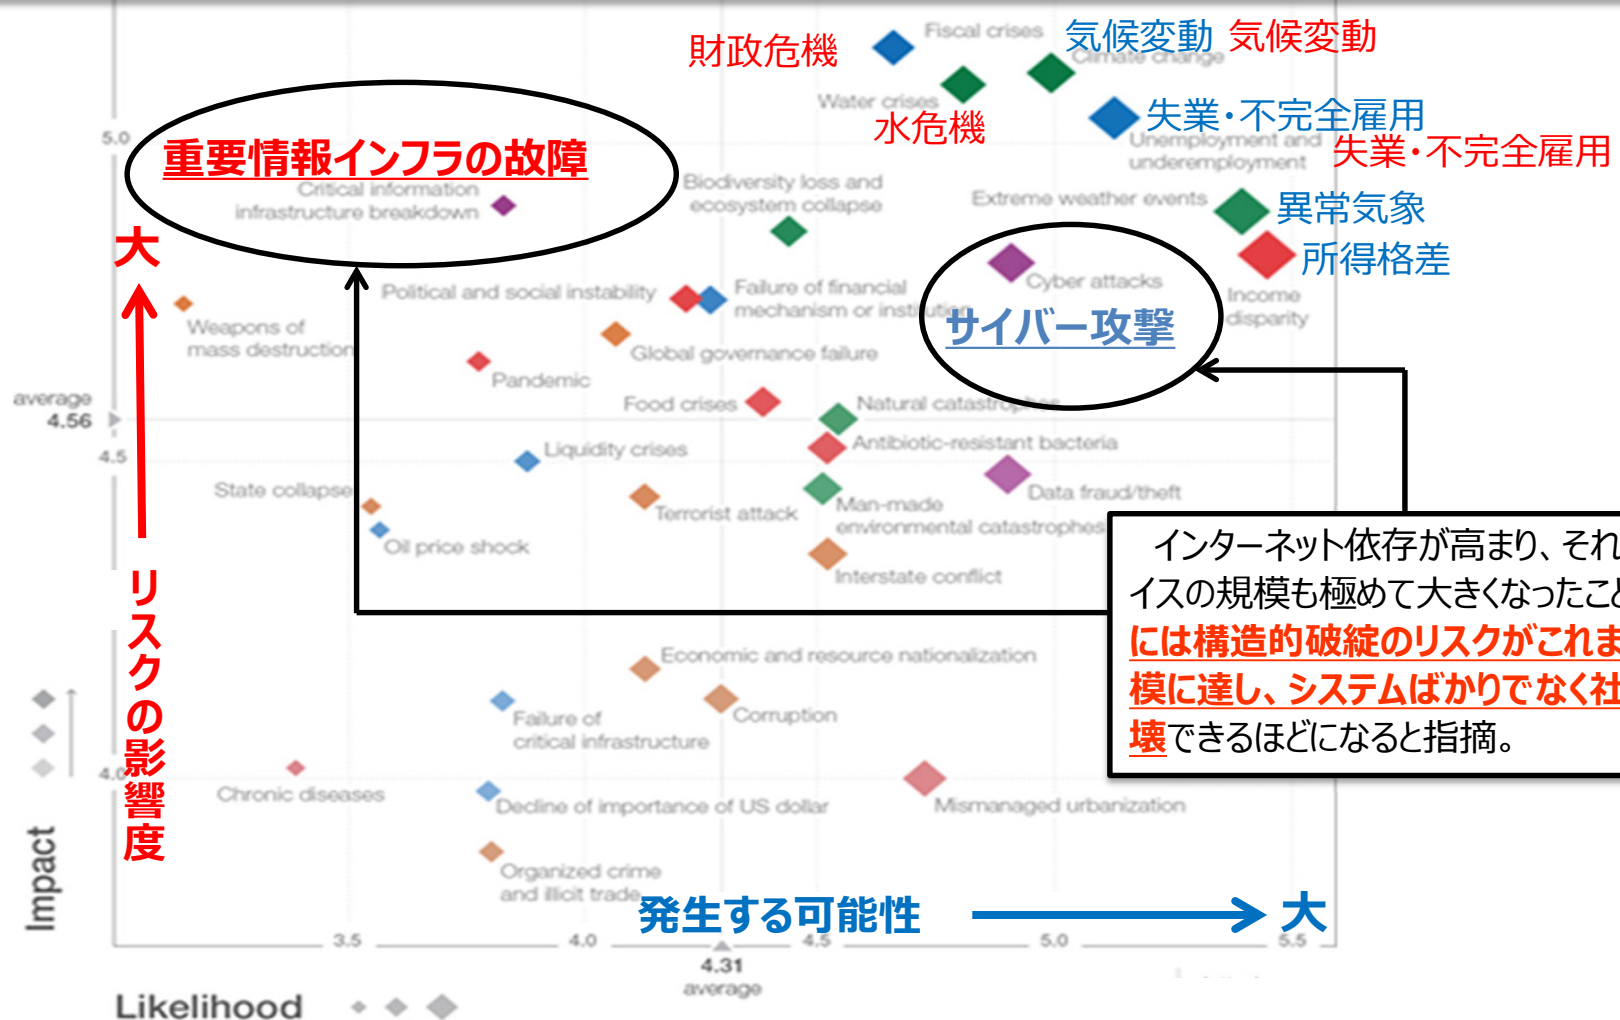 財政危機
Fiscal crises
気候変動
気候変動
Climate change
Water crises
水危機
失業・不完全雇用
Unemployment and
underemployment
失業・不完全雇用
5.0
重要情報インフラの故障
Critical information
infrastructure breakdown
Biodiversity loss and
ecosystem collapse
Extreme weather events
異常気象
大
所得格差
Cyber attacks
サイバー攻撃
Income
disparity
Political and social instability
Failure of financial
mechanism or institution
Weapons of
mass destruction
Global governance failure
Pandemic
average
4.56
Food crises
Natural catastrophes
Antibiotic-resistant bacteria
4.5
Liquidity crises
State collapse
Data fraud/theft
Terrorist attack
Man-made
environmental catastrophes
Oil price shock
Interstate conflict
インターネット依存が高まり、それ
イスの規模も極めて大きくなったこと
には構造的破綻のリスクがこれま
模に達し、システムばかりでなく社
壊できるほどになると指摘。
リスクの影響度
Economic and resource nationalization
Failure of
critical infrastructure
Corruption
4.0
Chronic diseases
Decline of importance of US dollar
Mismanaged urbanization
Organized crime
and illicit trade
Impact
発生する可能性
大
3.5
4.0
4.5
5.0
5.5
4.31
average
Likelihood